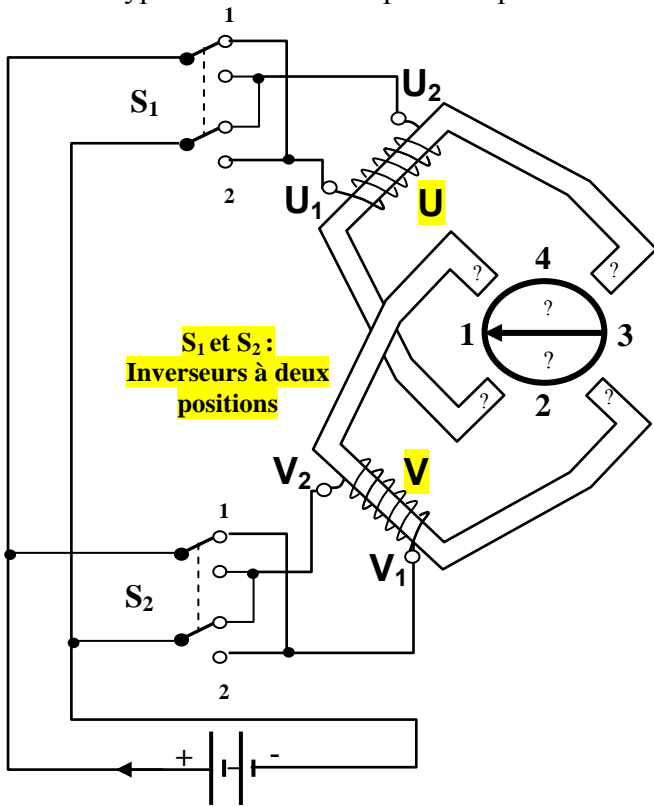 1
S1
2
U2
U1
U
?
?
4
?
1
3
?
2
?
?
S1 et S2 :
Inverseurs à deux
positions
V2
V
V1
1
S2
2
+
-